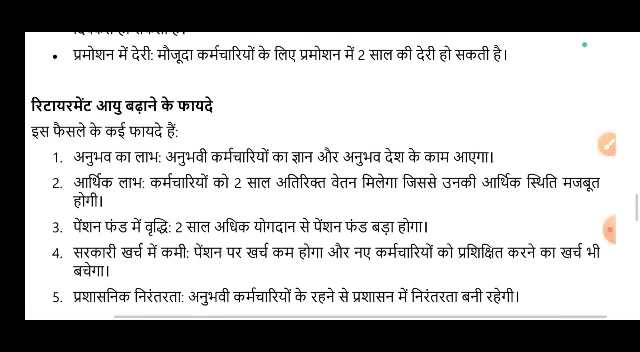 • प्रमोशन में देरी: मौजूदा कर्मचारियों के लिए प्रमोशन में 2 साल की देरी हो सकती है।
रिटायरमेंट आयु बढ़ाने के फायदे
इस फैसले के कई फायदे हैं:
1. अनुभव का लाभ: अनुभवी कर्मचारियों का ज्ञान और अनुभव देश के काम आएगा।
2. आर्थिक लाभ: कर्मचारियों को 2 साल अतिरिक्त वेतन मिलेगा जिससे उनकी आर्थिक स्थिति मजबूत
होगी।
3. पेंशन फंड में वृद्धि: 2 साल अधिक योगदान से पेंशन फंड बड़ा होगा।
4. सरकारी खर्च में कमी: पेंशन पर खर्च कम होगा और नए कर्मचारियों को प्रशिक्षित करने का खर्च भी
बचेगा।
5. प्रशासनिक निरंतरता: अनुभवी कर्मचारियों के रहने से प्रशासन में निरंतरता बनी रहेगी।